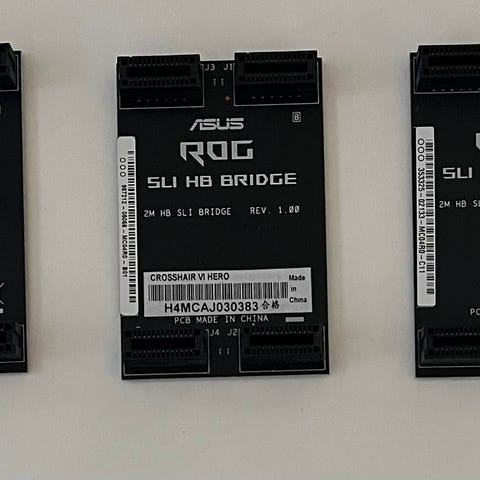 J3 J1
B
ASUS
ROG
SLI HB BRIDGE
2M HB SLI BRIDGE REV. 1.00
CROSSHAIR VI HERO
Made
in
China
H4MCAJ030383 合格
PCB MADE IN CHINA
J4 J2
SLI
2M HB S
PC